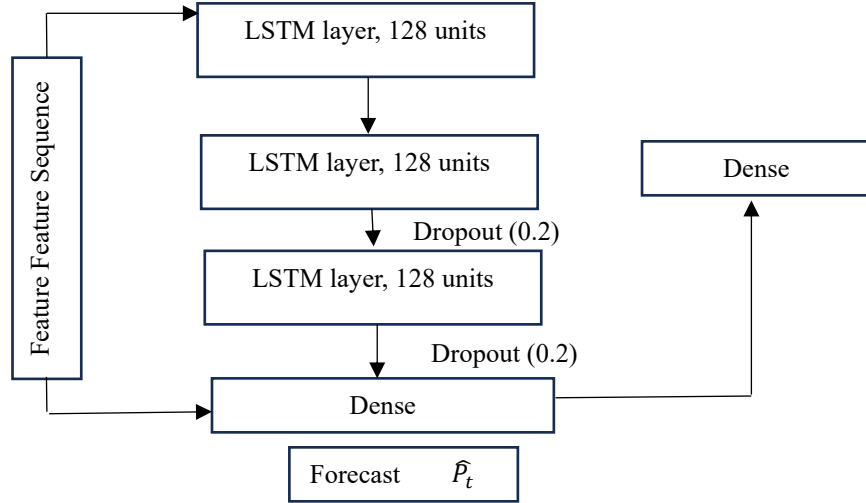 LSTM layer, 128 units
Feature Feature Sequence
LSTM layer, 128 units
Dense
Dropout (0.2)
LSTM layer, 128 units
Dropout (0.2)
Dense
Forecast P̂_t